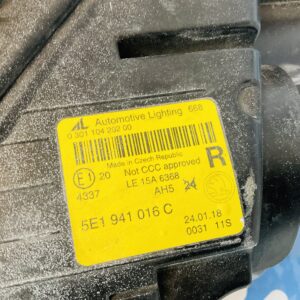 AL Automotive Lighting 668
0 301 104 292 00
Made in Czech Republic
E1 20 Not CCC approved R
LE 15A 6368
4337 AH5
5E1 941 016 C
24.01.18
0031 11S